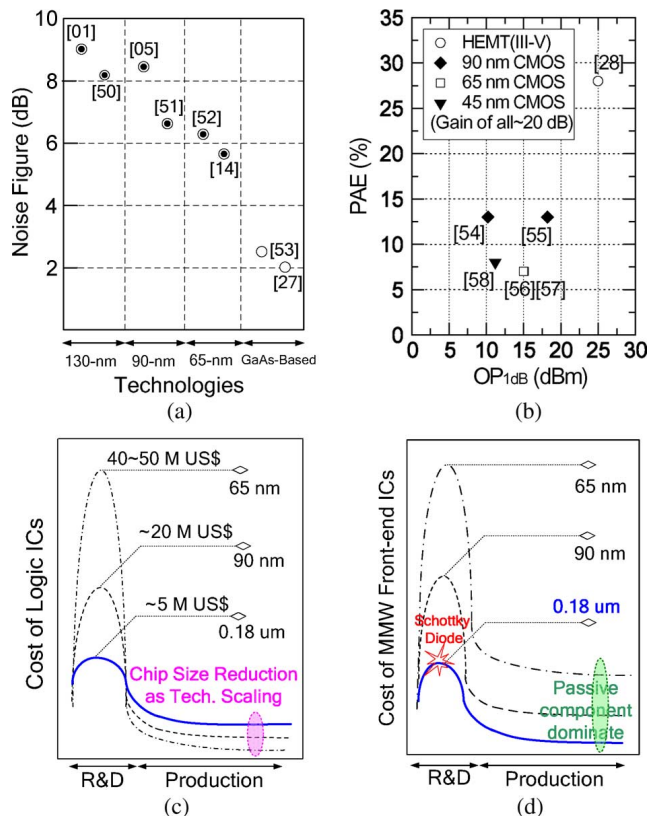 (a)
Noise Figure (dB)
10
8
6
4
2
[01]
[50]
[05]
[51]
[52]
[14]
[53]
[27]
130-nm
90-nm
65-nm
GaAs-Based
Technologies
(b)
PAE (%)
35
30
25
20
15
10
5
0
HEMT(III-V)
90 nm CMOS
65 nm CMOS
45 nm CMOS
(Gain of all~20 dB)
[28]
[54]
[55]
[58]
[56]
[57]
0
5
10
15
20
25
30
OP1dB (dBm)
(a)
(b)
Cost of Logic ICs
40~50 M US$
65 nm
~20 M US$
90 nm
~5 M US$
0.18 um
Chip Size Reduction
as Tech. Scaling
R&D
Production
(c)
Cost of MMW Front-end ICs
65 nm
90 nm
0.18 um
Schottky
Diode
Passive
component
dominate
R&D
Production
(d)